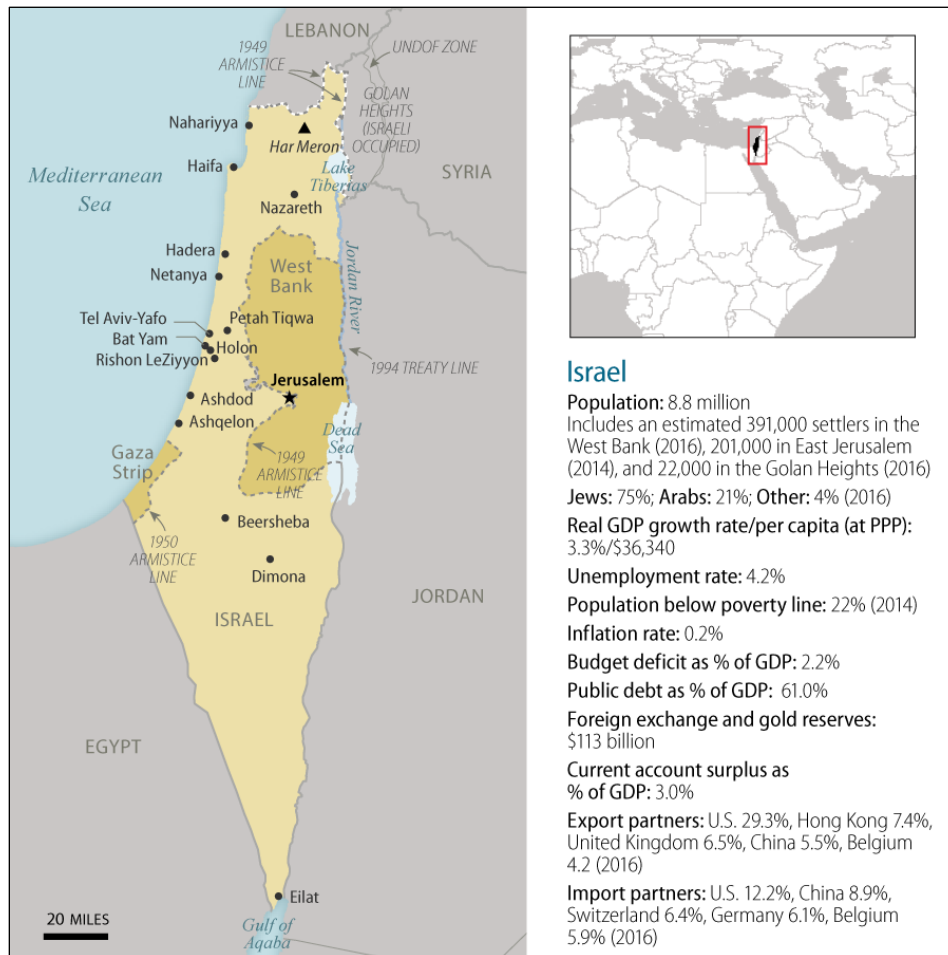 LEBANON
1949
ARMISTICE
LINE
UNDOF ZONE
GOLAN
HEIGHTS
(ISRAELI
OCCUPIED)
Nahariyya
Har Meron
Haifa
Lake
Tiberias
SYRIA
Mediterranean
Sea
Nazareth
Hadera
West
Bank
Netanya
Jordan River
Tel Aviv-Yafo
Petah Tiqwa
Bat Yam
Holon
Rishon LeZiyyon
1994 TREATY LINE
Jerusalem
Ashdod
Ashqelon
Dead
Sea
Gaza
Strip
1949
ARMISTICE
LINE
Beersheba
1950
ARMISTICE
LINE
Dimona
JORDAN
ISRAEL
EGYPT
Eilat
20 MILES
Gulf of
Aqaba
Israel
Population: 8.8 million
Includes an estimated 391,000 settlers in the
West Bank (2016), 201,000 in East Jerusalem
(2014), and 22,000 in the Golan Heights (2016)
Jews: 75%; Arabs: 21%; Other: 4% (2016)
Real GDP growth rate/per capita (at PPP):
3.3%/$36,340
Unemployment rate: 4.2%
Population below poverty line: 22% (2014)
Inflation rate: 0.2%
Budget deficit as % of GDP: 2.2%
Public debt as % of GDP: 61.0%
Foreign exchange and gold reserves:
$113 billion
Current account surplus as
% of GDP: 3.0%
Export partners: U.S. 29.3%, Hong Kong 7.4%,
United Kingdom 6.5%, China 5.5%, Belgium
4.2 (2016)
Import partners: U.S. 12.2%, China 8.9%,
Switzerland 6.4%, Germany 6.1%, Belgium
5.9% (2016)